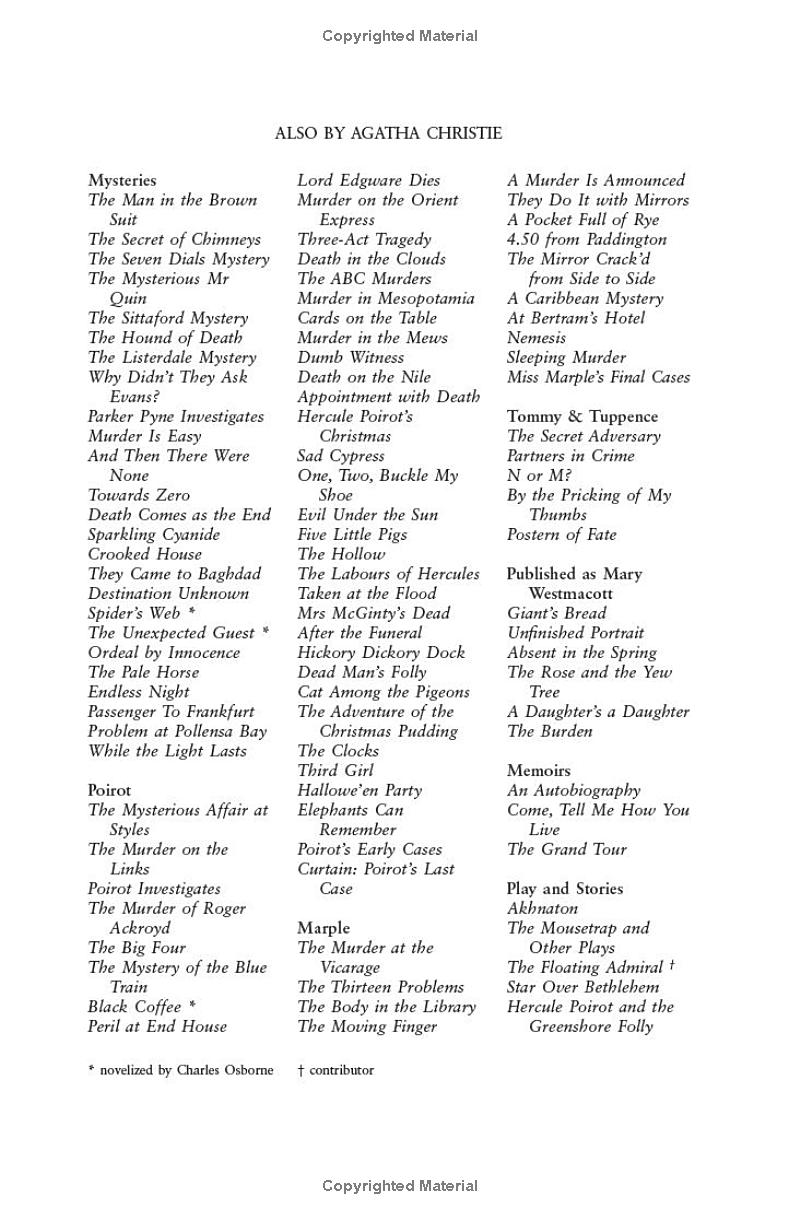 Copyrighted Material
ALSO BY AGATHA CHRISTIE
Mysteries
The Man in the Brown
Suit
The Secret of Chimneys
The Seven Dials Mystery
The Mysterious Mr
Quin
The Sittaford Mystery
The Hound of Death
The Listerdale Mystery
Why Didn't They Ask
Evans?
Parker Pyne Investigates
Murder Is Easy
And Then There Were
None
Towards Zero
Death Comes as the End
Sparkling Cyanide
Crooked House
They Came to Baghdad
Destination Unknown
Spider's Web *
The Unexpected Guest *
Ordeal by Innocence
The Pale Horse
Endless Night
Passenger To Frankfurt
Problem at Pollensa Bay
While the Light Lasts
Poirot
The Mysterious Affair at
Styles
The Murder on the
Links
Poirot Investigates
The Murder of Roger
Ackroyd
The Big Four
The Mystery of the Blue
Train
Black Coffee *
Peril at End House
Lord Edgware Dies
Murder on the Orient
Express
Three-Act Tragedy
Death in the Clouds
The ABC Murders
Murder in Mesopotamia
Cards on the Table
Murder in the Mews
Dumb Witness
Death on the Nile
Appointment with Death
Hercule Poirot's
Christmas
Sad Cypress
One, Two, Buckle My
Shoe
Evil Under the Sun
Five Little Pigs
The Hollow
The Labours of Hercules
Taken at the Flood
Mrs McGinty's Dead
After the Funeral
Hickory Dickory Dock
Dead Man's Folly
Cat Among the Pigeons
The Adventure of the
Christmas Pudding
The Clocks
Third Girl
Hallowe'en Party
Elephants Can
Remember
Poirot's Early Cases
Curtain: Poirot's Last
Case
Marple
The Murder at the
Vicarage
The Thirteen Problems
The Body in the Library
The Moving Finger
A Murder Is Announced
They Do It with Mirrors
A Pocket Full of Rye
4.50 from Paddington
The Mirror Crack'd
from Side to Side
A Caribbean Mystery
At Bertram's Hotel
Nemesis
Sleeping Murder
Miss Marple's Final Cases
Tommy & Tuppence
The Secret Adversary
Partners in Crime
N or M?
By the Pricking of My
Thumbs
Postern of Fate
Published as Mary
Westmacott
Giant's Bread
Unfinished Portrait
Absent in the Spring
The Rose and the Yew
Tree
A Daughter's a Daughter
The Burden
Memoirs
An Autobiography
Come, Tell Me How You
Live
The Grand Tour
Play and Stories
Akhnaton
The Mousetrap and
Other Plays
The Floating Admiral †
Star Over Bethlehem
Hercule Poirot and the
Greenshore Folly
* novelized by Charles Osborne † contributor
Copyrighted Material